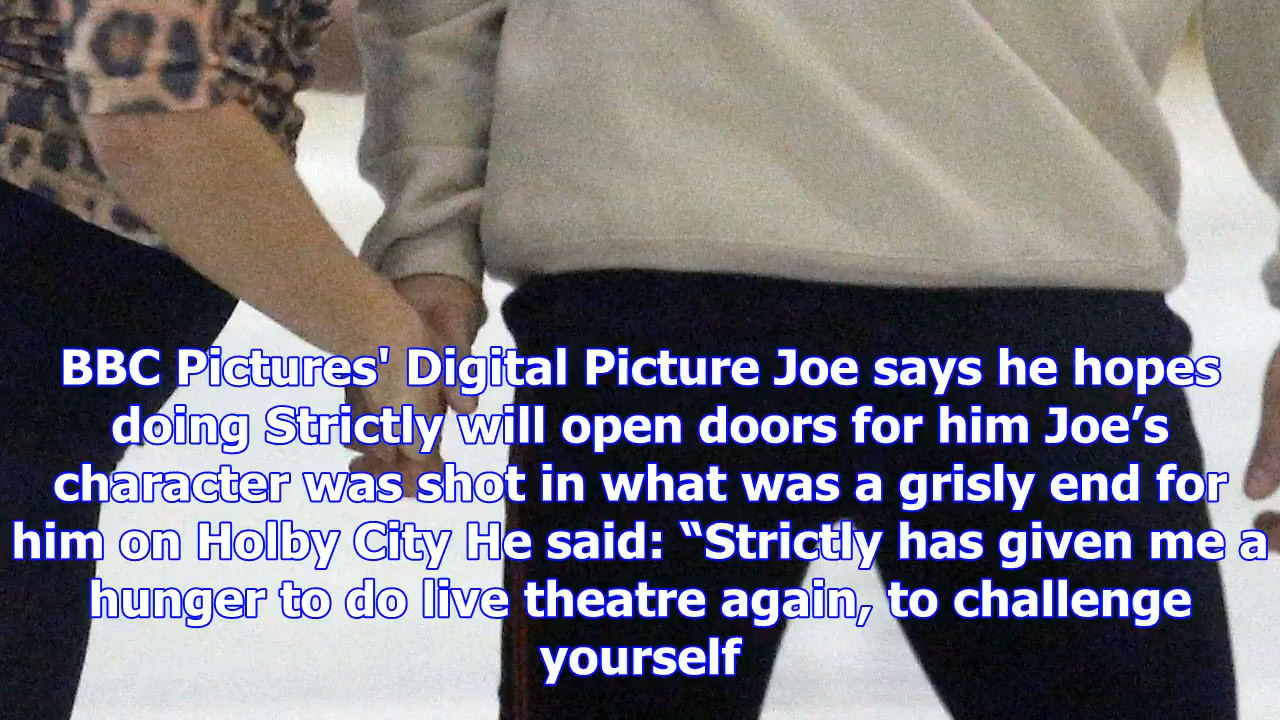 BBC Pictures' Digital Picture Joe says he hopes
doing Strictly will open doors for him Joe’s
character was shot in what was a grisly end for
him on Holby City He said: “Strictly has given me a
hunger to do live theatre again, to challenge
yourself